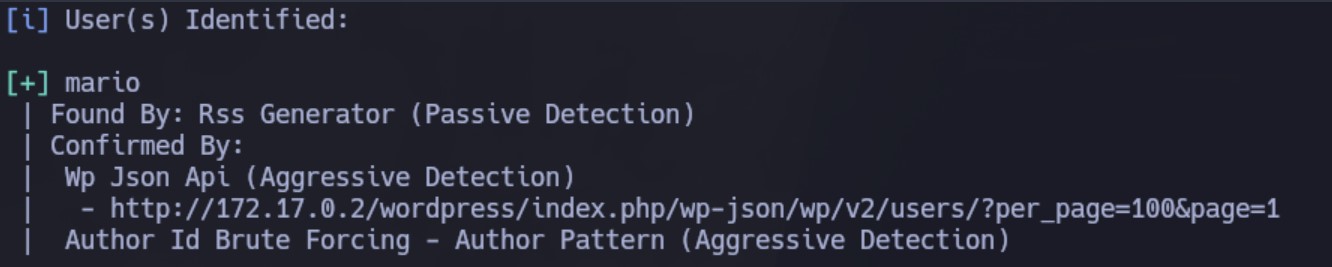 [i] User(s) Identified:
[+] mario
| Found By: Rss Generator (Passive Detection)
| Confirmed By:
|  Wp Json Api (Aggressive Detection)
|   - http://172.17.0.2/wordpress/index.php/wp-json/wp/v2/users/?per_page=100&page=1
|  Author Id Brute Forcing - Author Pattern (Aggressive Detection)